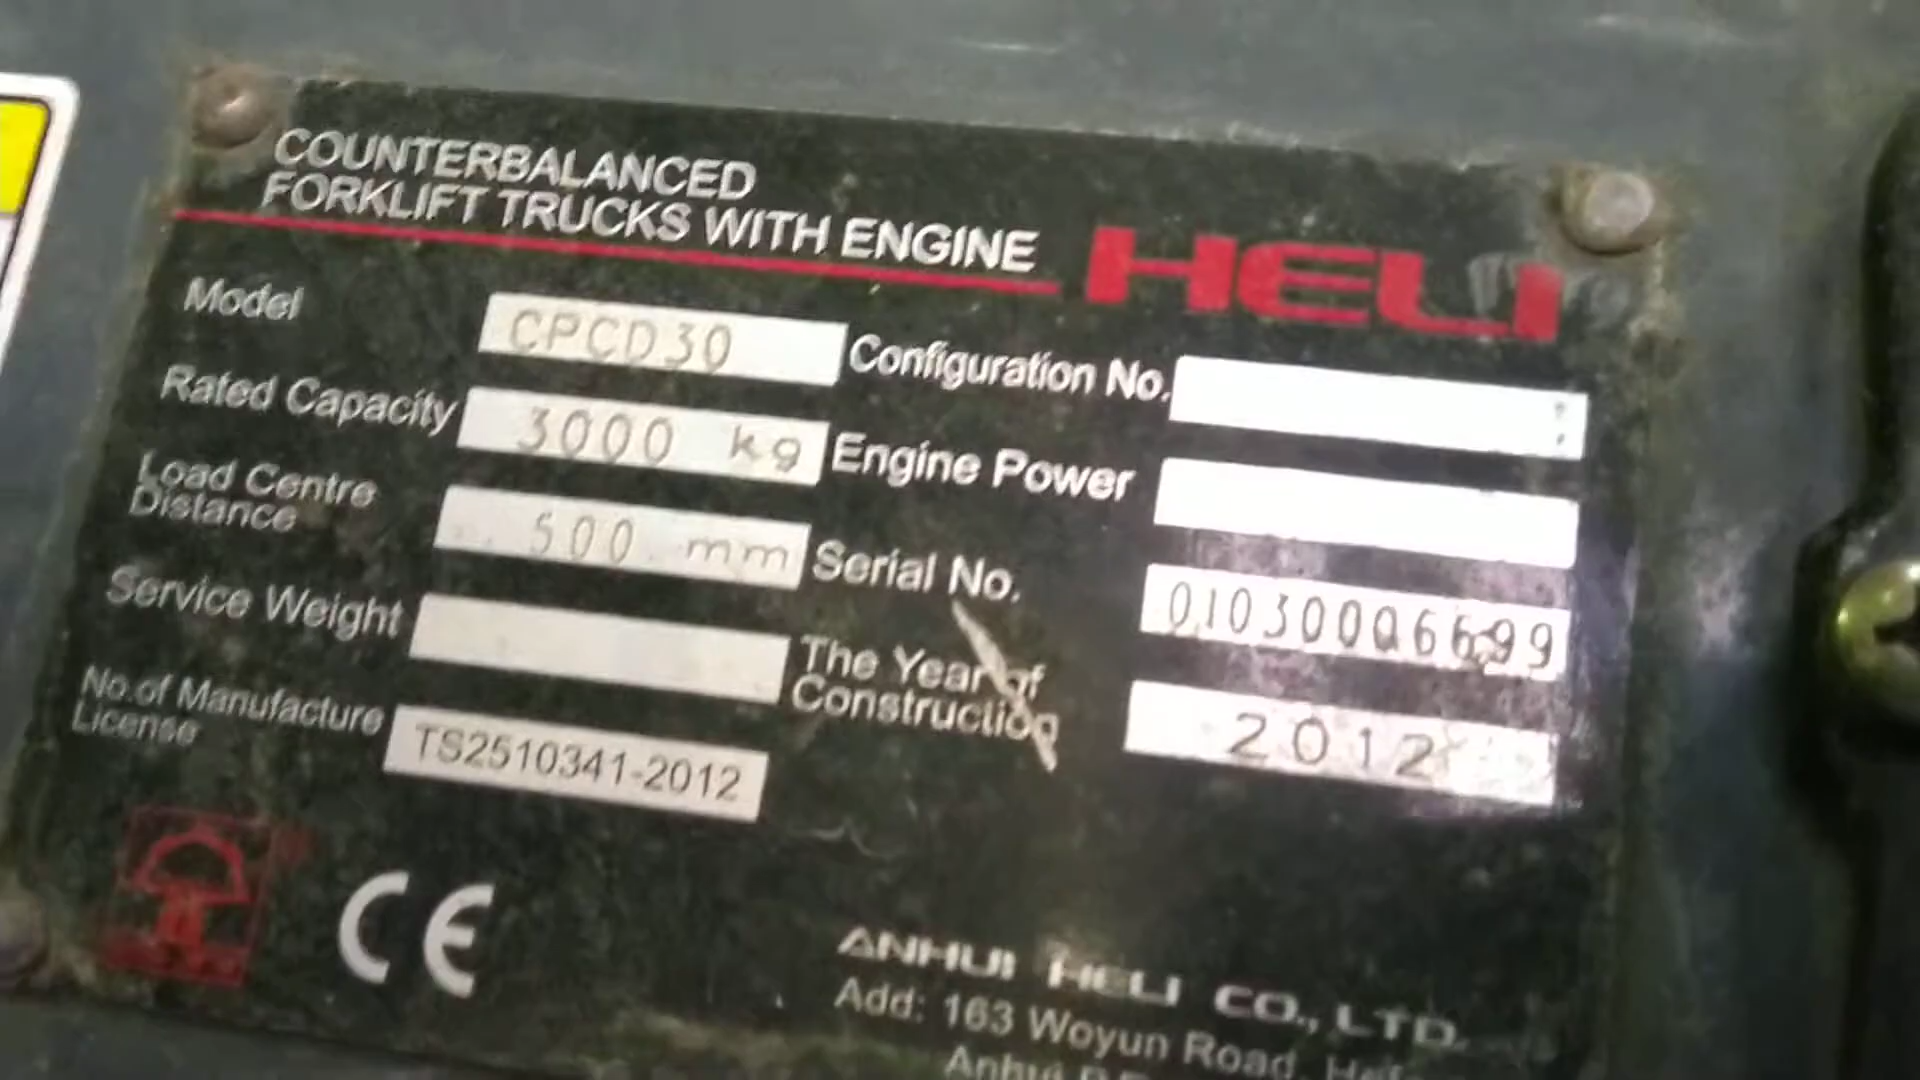 COUNTERBALANCED
FORKLIFT TRUCKS WITH ENGINE
HELI
Model CPCD30 Configuration No.
Rated Capacity 3000 kg Engine Power
Load Centre Distance 500 mm Serial No. 010300Q6699
Service Weight The Year of Construction 2012
No.of Manufacture License TS2510341-2012
CE
ANHUI HELI CO., LTD.
Add: 163 Woyun Road,
Anhui